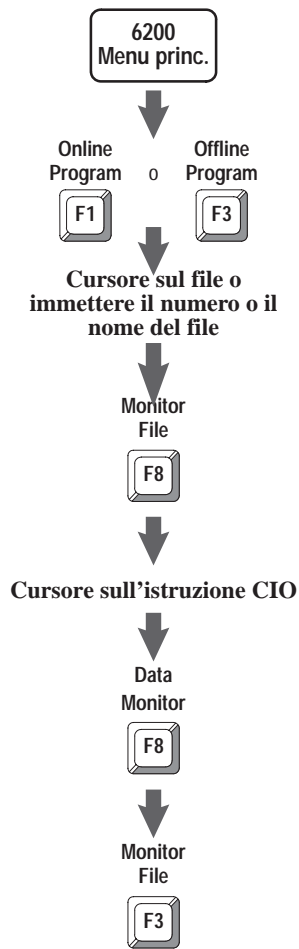 6200
Menu princ.
Online Offline
Program o Program
F1 F3
Cursore sul file o
immettere il numero o il
nome del file
Monitor
File
F8
Cursore sull'istruzione CIO
Data
Monitor
F8
Monitor
File
F3